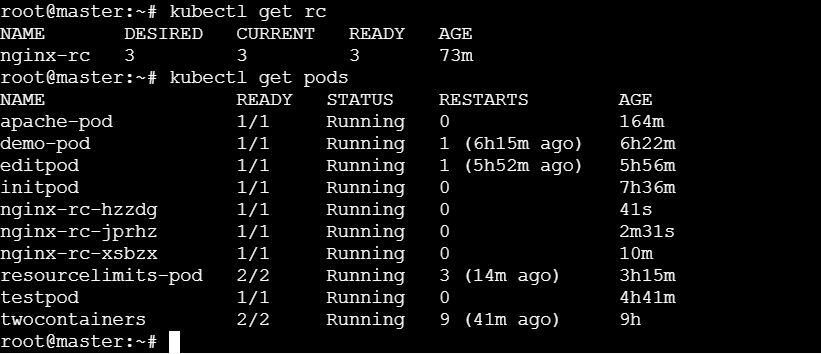 root@master:~# kubectl get rc
NAME       DESIRED   CURRENT   READY   AGE
nginx-rc   3         3         3       73m
root@master:~# kubectl get pods
NAME                 READY   STATUS    RESTARTS        AGE
apache-pod           1/1     Running   0               164m
demo-pod             1/1     Running   1 (6h15m ago)   6h22m
editpod              1/1     Running   1 (5h52m ago)   5h56m
initpod              1/1     Running   0               7h36m
nginx-rc-hzzdg       1/1     Running   0               41s
nginx-rc-jprhz       1/1     Running   0               2m31s
nginx-rc-xsbzx       1/1     Running   0               10m
resourcelimits-pod   2/2     Running   3 (14m ago)     3h15m
testpod              1/1     Running   0               4h41m
twocontainers        2/2     Running   9 (41m ago)     9h
root@master:~#